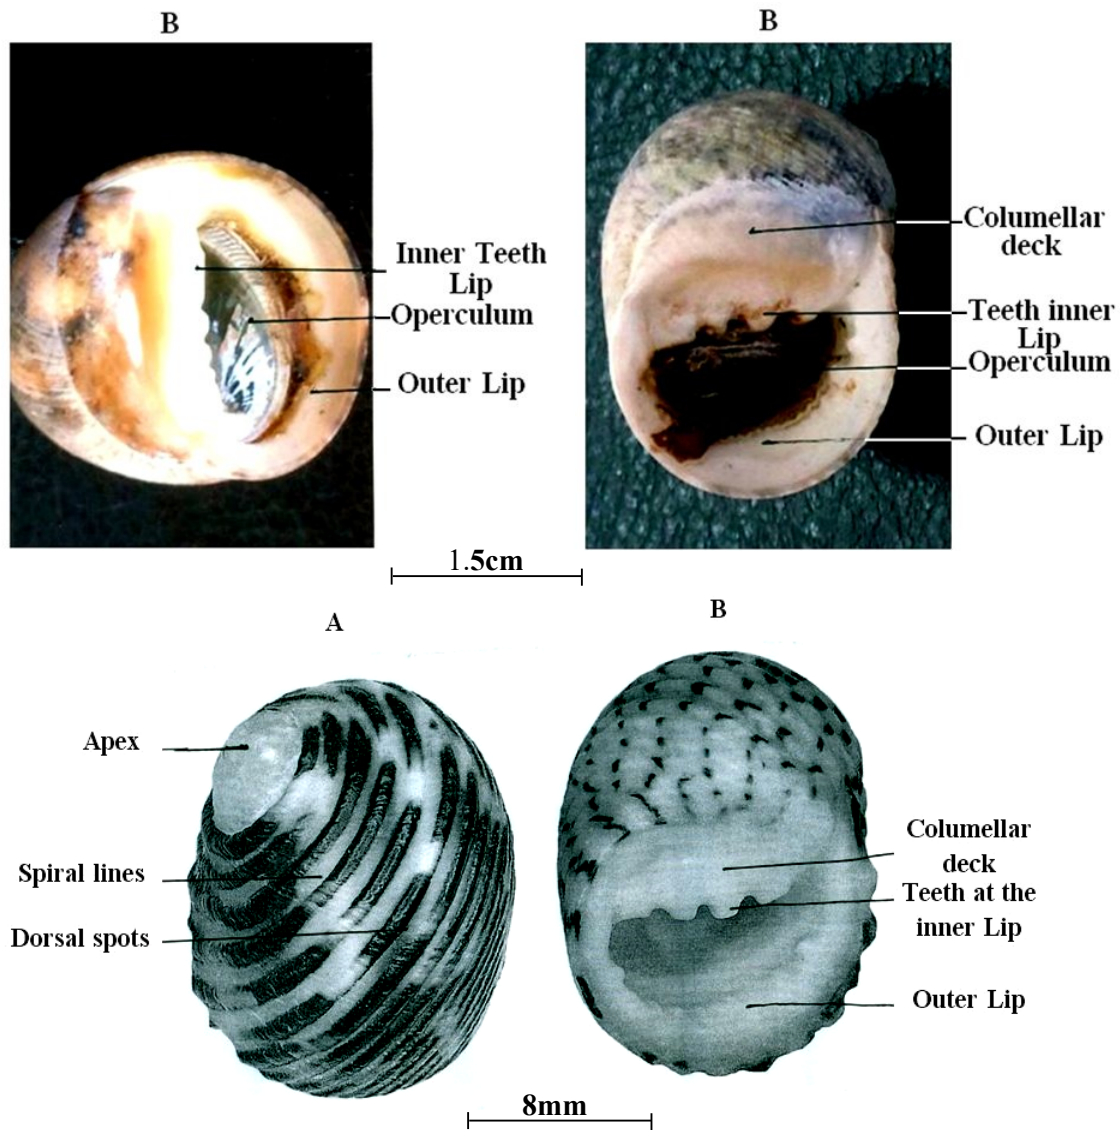 B
B
Inner Teeth
Lip
Operculum
Outer Lip
Columellar
deck
Teeth inner
Lip
Operculum
Outer Lip
1.5cm
A
B
Apex
Spiral lines
Dorsal spots
Columellar
deck
Teeth at the
inner Lip
Outer Lip
8mm